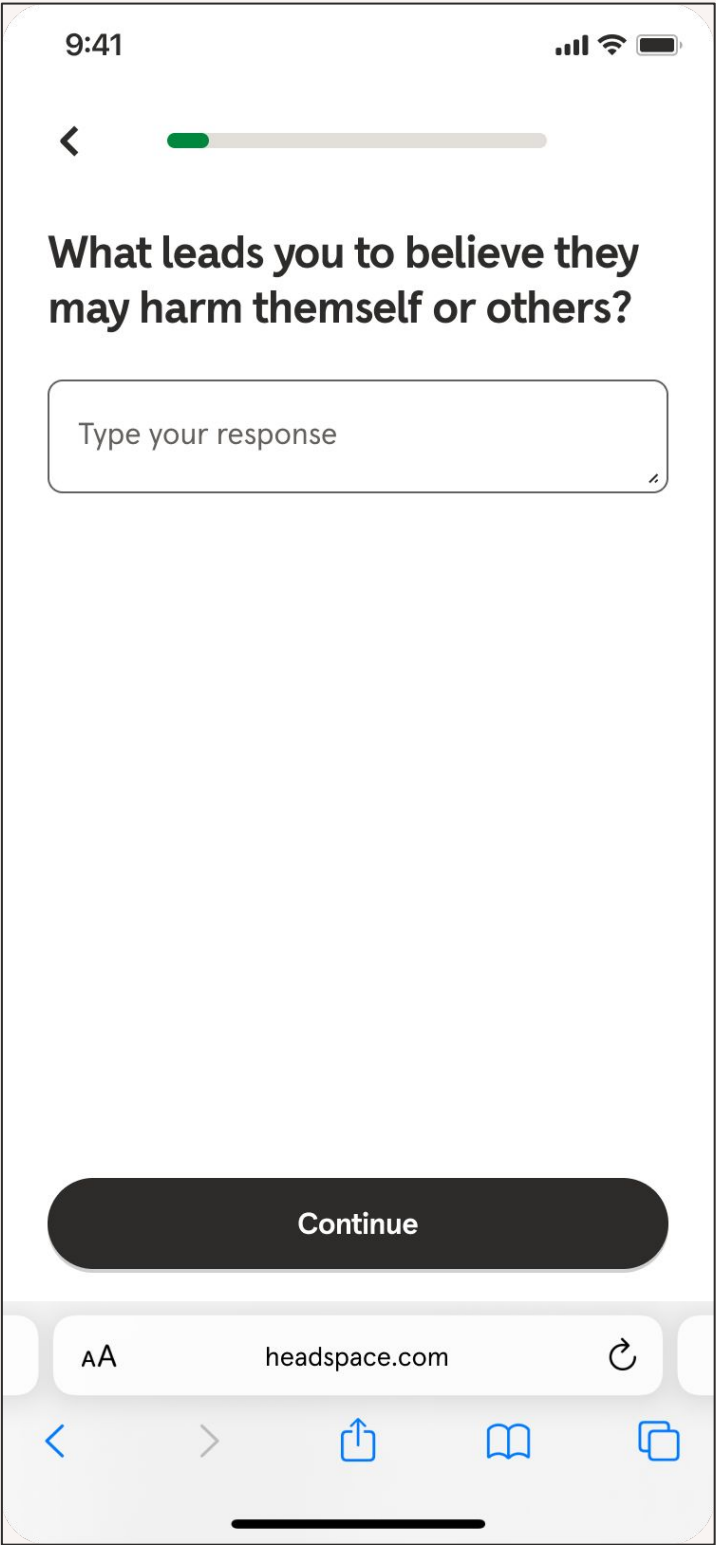 9:41
What leads you to believe they
may harm themself or others?
Type your response
Continue
AA
headspace.com